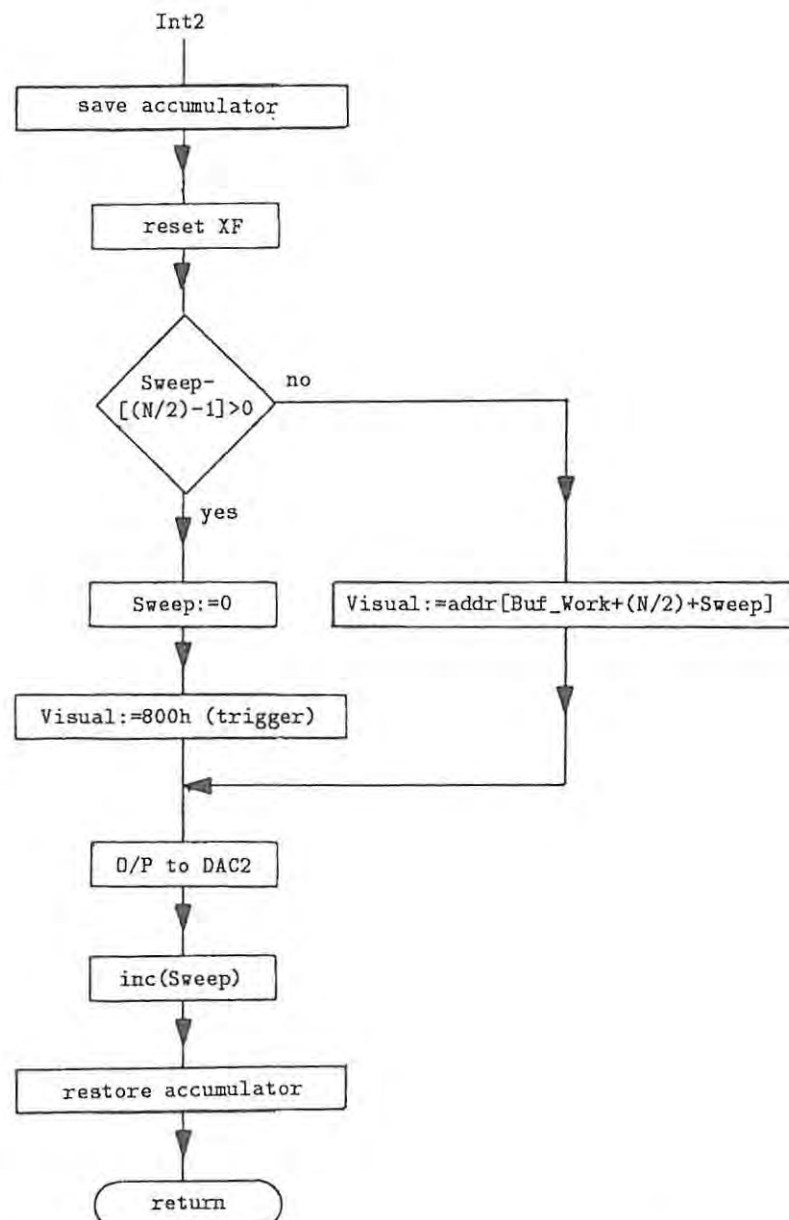 Int2
save accumulator
reset XF
Sweep-
[(N/2)-1]>0
no
yes
Sweep:=0
Visual:=addr[Buf_Work+(N/2)+Sweep]
Visual:=800h (trigger)
O/P to DAC2
inc(Sweep)
restore accumulator
return